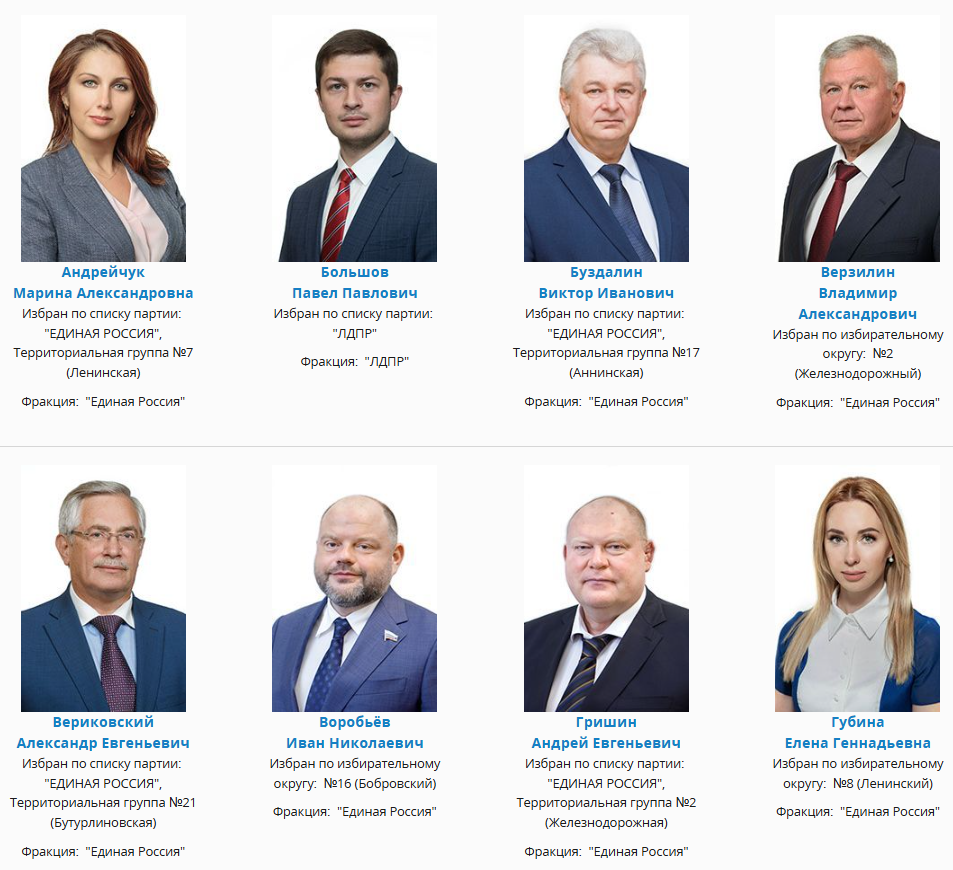 Андрейчук
Марина Александровна
Избран по списку партии:
"ЕДИНАЯ РОССИЯ",
Территориальная группа №7
(Ленинская)
Фракция: "Единая Россия"
Большов
Павел Павлович
Избран по списку партии:
"ЛДПР"
Фракция: "ЛДПР"
Буздалин
Виктор Иванович
Избран по списку партии:
"ЕДИНАЯ РОССИЯ",
Территориальная группа №17
(Аннинская)
Фракция: "Единая Россия"
Верзилин
Владимир
Александрович
Избран по избирательному
округу: №2
(Железнодорожный)
Фракция: "Единая Россия"
Вериковский
Александр Евгеньевич
Избран по списку партии:
"ЕДИНАЯ РОССИЯ",
Территориальная группа №21
(Бутурлиновская)
Фракция: "Единая Россия"
Воробьёв
Иван Николаевич
Избран по избирательному
округу: №16 (Бобровский)
Фракция: "Единая Россия"
Гришин
Андрей Евгеньевич
Избран по списку партии:
"ЕДИНАЯ РОССИЯ",
Территориальная группа №2
(Железнодорожная)
Фракция: "Единая Россия"
Губина
Елена Геннадьевна
Избран по избирательному
округу: №8 (Ленинский)
Фракция: "Единая Россия"